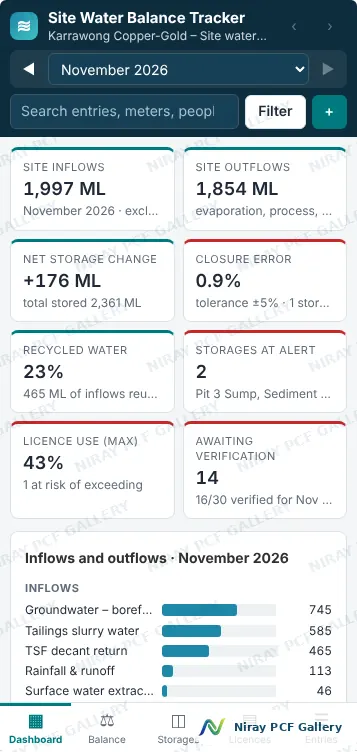 Site Water Balance Tracker
Karrawong Copper-Gold – Site water...
November 2026
Search entries, meters, peopl
Filter
+
SITE INFLOWS
1,997 ML
November 2026 · excl...
SITE OUTFLOWS
1,854 ML
evaporation, process, ...
NET STORAGE CHANGE
+176 ML
total stored 2,361 ML
CLOSURE ERROR
0.9%
tolerance ±5% · 1 stor...
RECYCLED WATER
23%
465 ML of inflows reu...
STORAGES AT ALERT
2
Pit 3 Sump, Sediment ...
LICENCE USE (MAX)
43%
1 at risk of exceeding
AWAITING
VERIFICATION
14
16/30 verified for Nov ...
Inflows and outflows · November 2026
INFLOWS
Groundwater – boref... 745
Tailings slurry water 585
TSF decant return 465
Rainfall & runoff 113
Surface water extrac... 46
Dashboard
Balance
Storages
Licences
Entries
Niray PCF Gallery
NIRAY PCF GALLERY